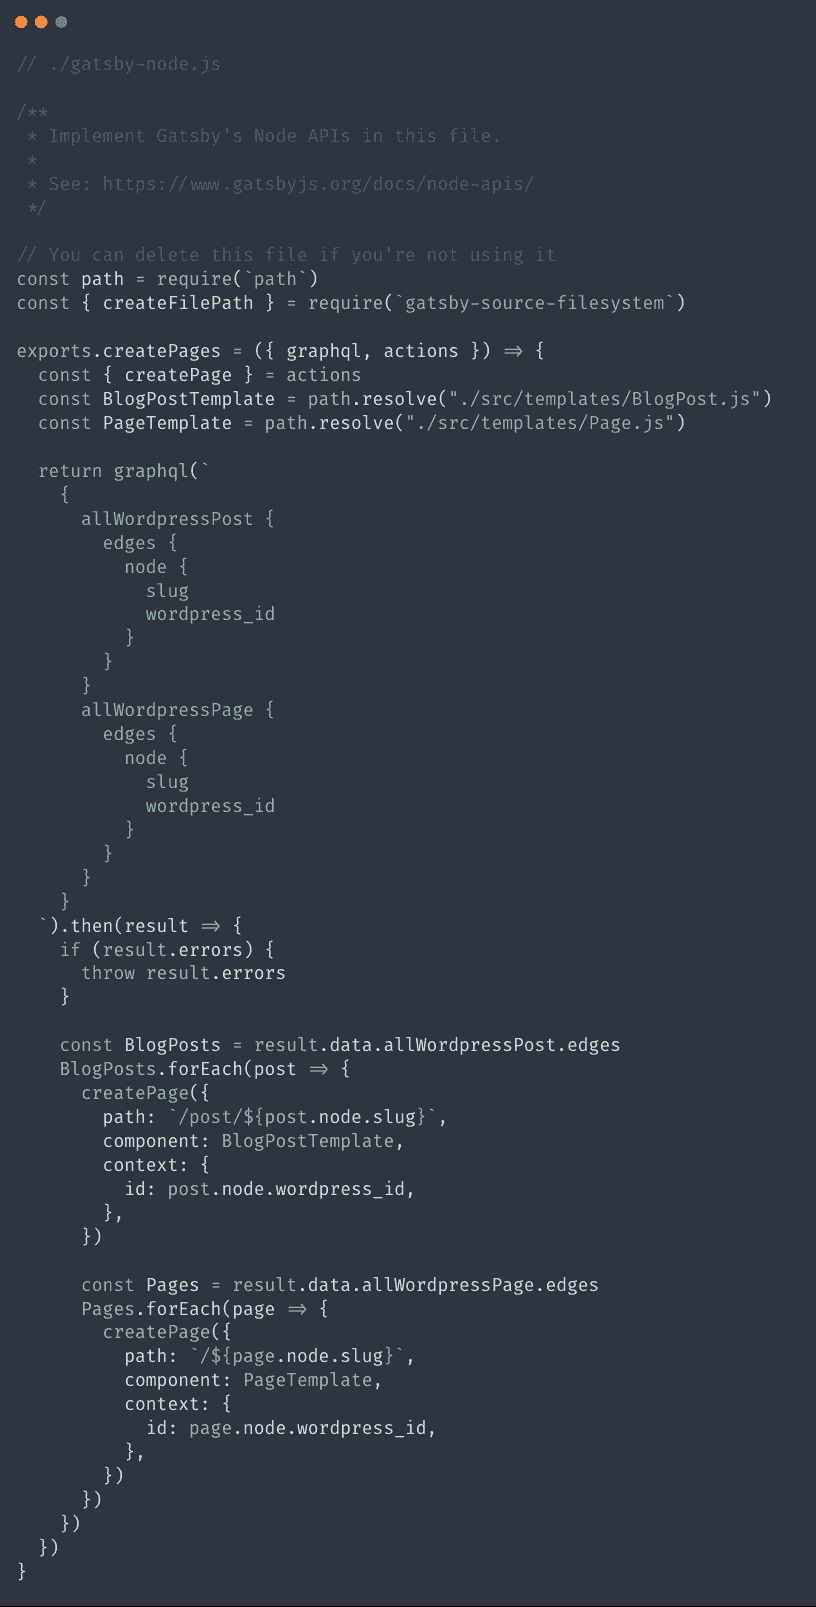 // ./gatsby-node.js

/**
 * Implement Gatsby's Node APIs in this file.
 *
 * See: https://www.gatsbyjs.org/docs/node-apis/
 */

// You can delete this file if you're not using it
const path = require(`path`)
const { createFilePath } = require(`gatsby-source-filesystem`)

exports.createPages = ({ graphql, actions }) => {
  const { createPage } = actions
  const BlogPostTemplate = path.resolve("./src/templates/BlogPost.js")
  const PageTemplate = path.resolve("./src/templates/Page.js")

  return graphql(`
    {
      allWordpressPost {
        edges {
          node {
            slug
            wordpress_id
          }
        }
      }
      allWordpressPage {
        edges {
          node {
            slug
            wordpress_id
          }
        }
      }
    }
  `).then(result => {
    if (result.errors) {
      throw result.errors
    }

    const BlogPosts = result.data.allWordpressPost.edges
    BlogPosts.forEach(post => {
      createPage({
        path: `/post/${post.node.slug}`,
        component: BlogPostTemplate,
        context: {
          id: post.node.wordpress_id,
        },
      })

      const Pages = result.data.allWordpressPage.edges
      Pages.forEach(page => {
        createPage({
          path: `/${page.node.slug}`,
          component: PageTemplate,
          context: {
            id: page.node.wordpress_id,
          },
        })
      })
    })
  })
}